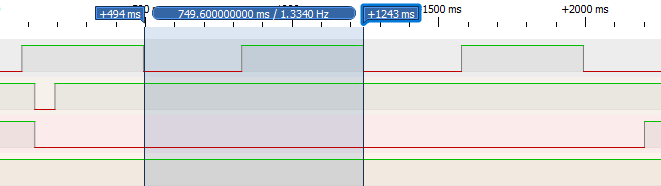 +494 ms 749.600000000 ms / 1.3340 Hz +1243 ms 1500 ms +2000 ms